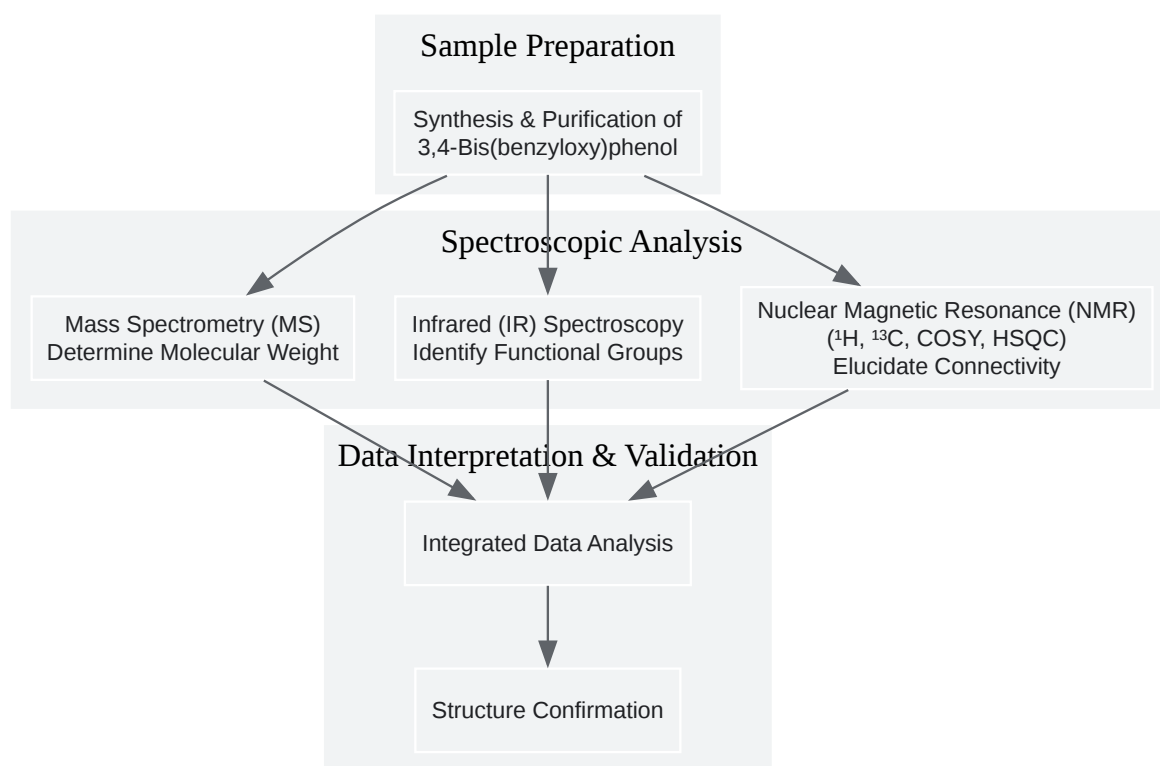 Sample Preparation
Synthesis & Purification of
3,4-Bis(benzyloxy)phenol
Spectroscopic Analysis
Mass Spectrometry (MS)
Determine Molecular Weight
Infrared (IR) Spectroscopy
Identify Functional Groups
Nuclear Magnetic Resonance (NMR)
(¹H, ¹³C, COSY, HSQC)
Elucidate Connectivity
Data Interpretation & Validation
Integrated Data Analysis
Structure Confirmation